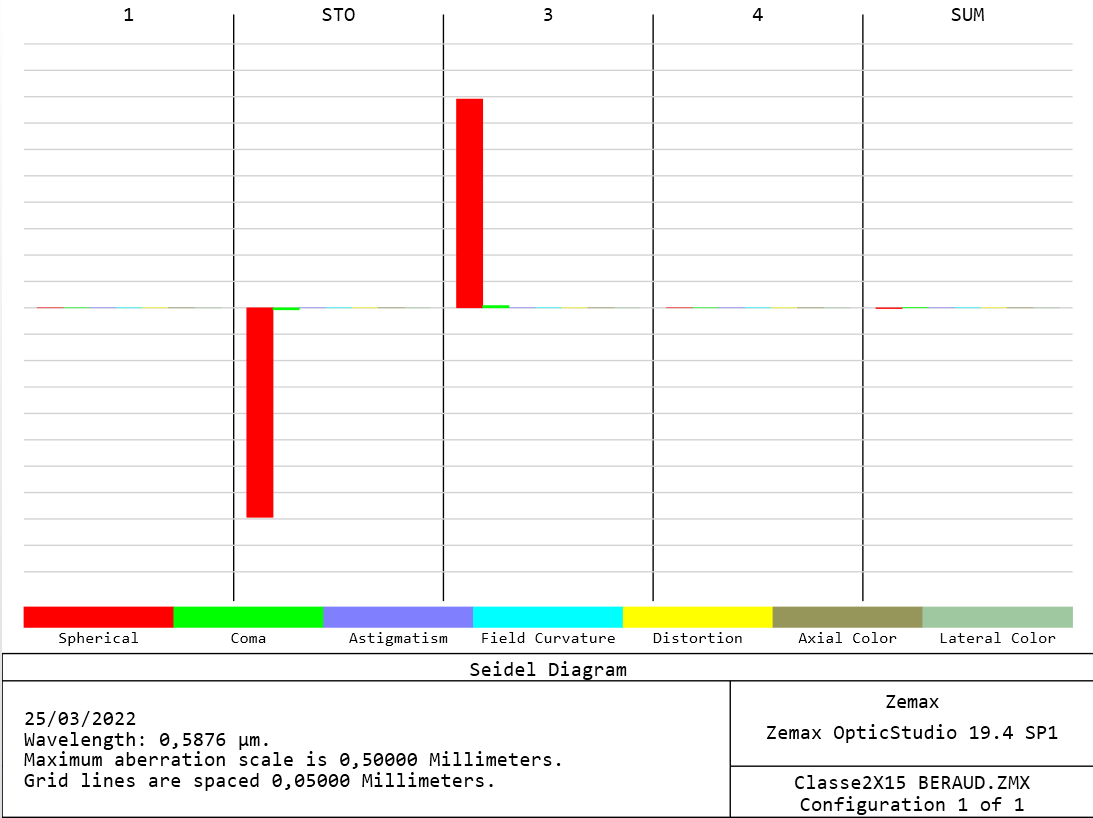 1 STO 3 4 SUM
Spherical Coma Astigmatism Field Curvature Distortion Axial Color Lateral Color
Seidel Diagram
25/03/2022
Wavelength: 0,5876 µm.
Maximum aberration scale is 0,50000 Millimeters.
Grid lines are spaced 0,05000 Millimeters.
Zemax
Zemax OpticStudio 19.4 SP1
Classe2X15 BERAUD.ZMX
Configuration 1 of 1